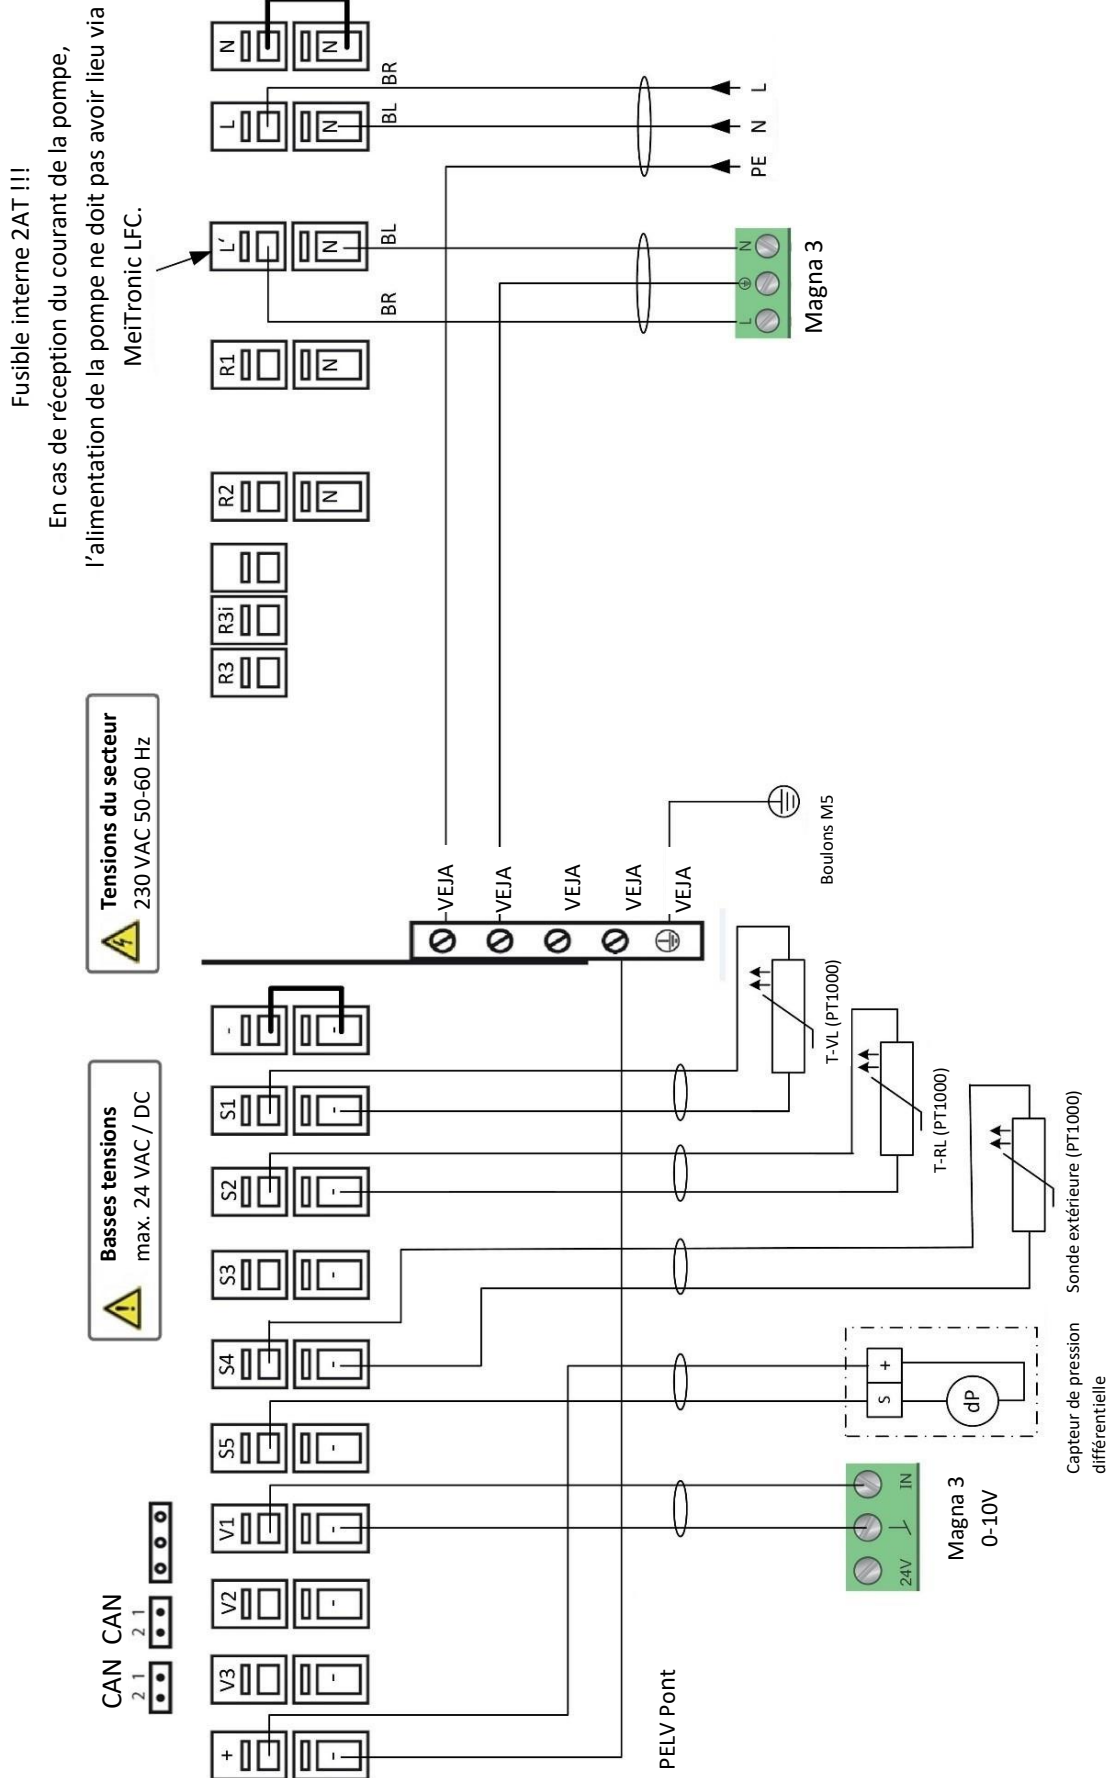 Fusible interne 2AT !!!
En cas de réception du courant de la pompe,
l'alimentation de la pompe ne doit pas avoir lieu via
MeiTronic LFC.
CAN CAN
2 1 2 1
Basses tensions
max. 24 VAC / DC
Tensions du secteur
230 VAC 50-60 Hz
+ V3 V2 V1 S5 S4 S3 S2 S1 -
- - - - - - - - - -
R3 R3i R2 R1 L' L N
N N N N N
BR BL BL BR
VEJA
VEJA
VEJA
VEJA
VEJA
Boulons M5
PE N L
L N
Magna 3
T-VL (PT1000)
T-RL (PT1000)
Sonde extérieure (PT1000)
S +
dP
Capteur de pression
différentielle
24V IN
Magna 3
0-10V
PELV Pont